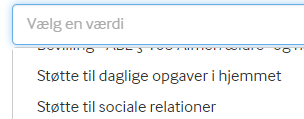 Vælg en værdi
Støtte til daglige opgaver i hjemmet
Støtte til sociale relationer